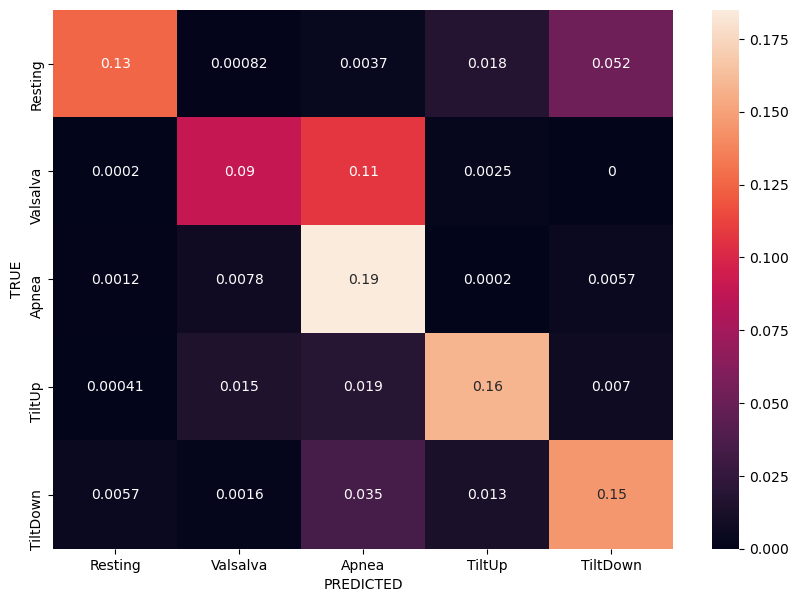 Resting 0.13 0.00082 0.0037 0.018 0.052
Valsalva 0.0002 0.09 0.11 0.0025 0
Apnea 0.0012 0.0078 0.19 0.0002 0.0057
TiltUp 0.00041 0.015 0.019 0.16 0.007
TiltDown 0.0057 0.0016 0.035 0.013 0.15
TRUE
Resting Valsalva Apnea TiltUp TiltDown
PREDICTED
0.175
0.150
0.125
0.100
0.075
0.050
0.025
0.000